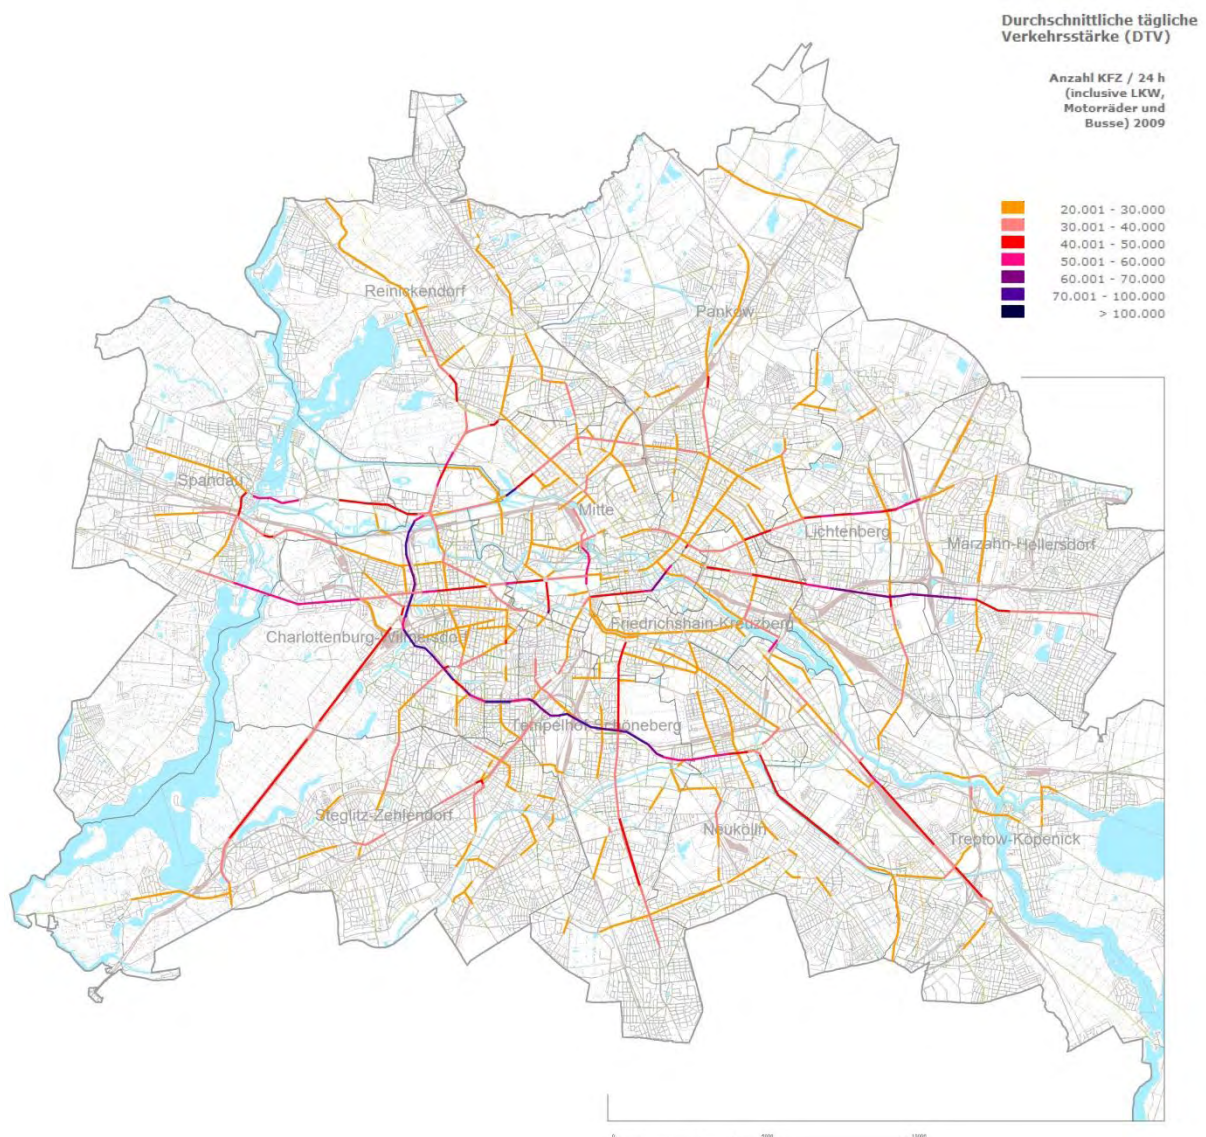 Durchschnittliche tägliche
Verkehrsstärke (DTV)
Anzahl KFZ / 24 h
(inclusive LKW,
Motorräder und
Busse) 2009
20.001 - 30.000
30.001 - 40.000
40.001 - 50.000
50.001 - 60.000
60.001 - 70.000
70.001 - 100.000
> 100.000
Reinickendorf
Pankow
Spandau
Mitte
Lichtenberg
Marzahn-Hellersdorf
Friedrichshain-Kreuzberg
Charlottenburg-Wilmersdorf
Tempelhof-Schöneberg
Steglitz-Zehlendorf
Neukölln
Treptow-Köpenick